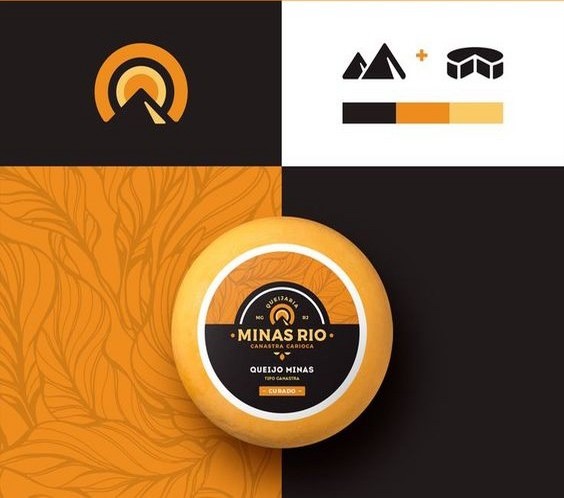 QUEIJARIA
MG RJ
• MINAS RIO •
CANASTRA CARIOCA
QUEIJO MINAS
TIPO CANASTRA
– CURADO –